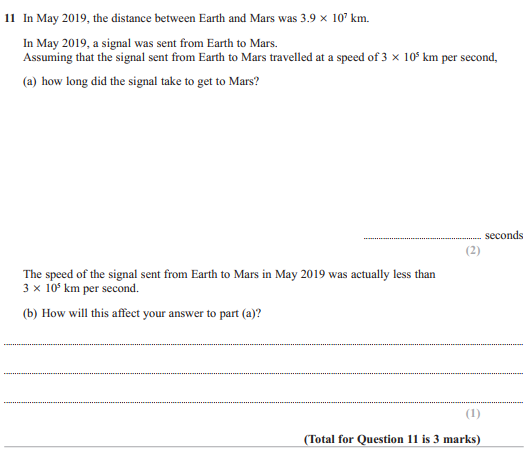 11 In May 2019, the distance between Earth and Mars was 3.9 × 10⁷ km.
In May 2019, a signal was sent from Earth to Mars.
Assuming that the signal sent from Earth to Mars travelled at a speed of 3 × 10⁵ km per second,
(a) how long did the signal take to get to Mars?
seconds
(2)
The speed of the signal sent from Earth to Mars in May 2019 was actually less than
3 × 10⁵ km per second.
(b) How will this affect your answer to part (a)?
(1)
(Total for Question 11 is 3 marks)